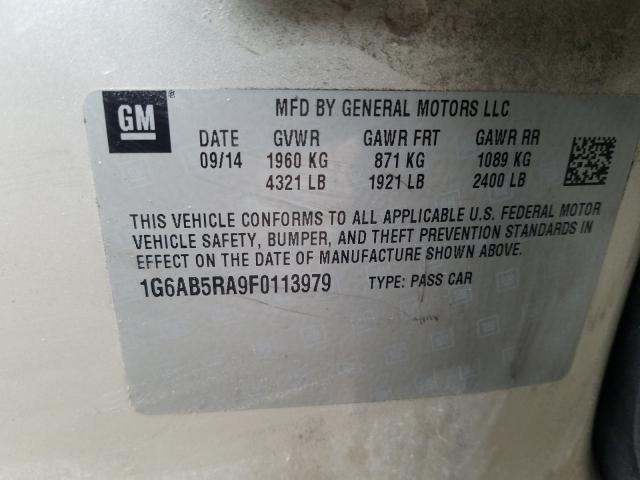 GM ®
MFD BY GENERAL MOTORS LLC
DATE GVWR GAWR FRT GAWR RR
09/14 1960 KG 871 KG 1089 KG
4321 LB 1921 LB 2400 LB
THIS VEHICLE CONFORMS TO ALL APPLICABLE U.S. FEDERAL MOTOR
VEHICLE SAFETY, BUMPER, AND THEFT PREVENTION STANDARDS IN
EFFECT ON THE DATE OF MANUFACTURE SHOWN ABOVE.
1G6AB5RA9F0113979 TYPE: PASS CAR